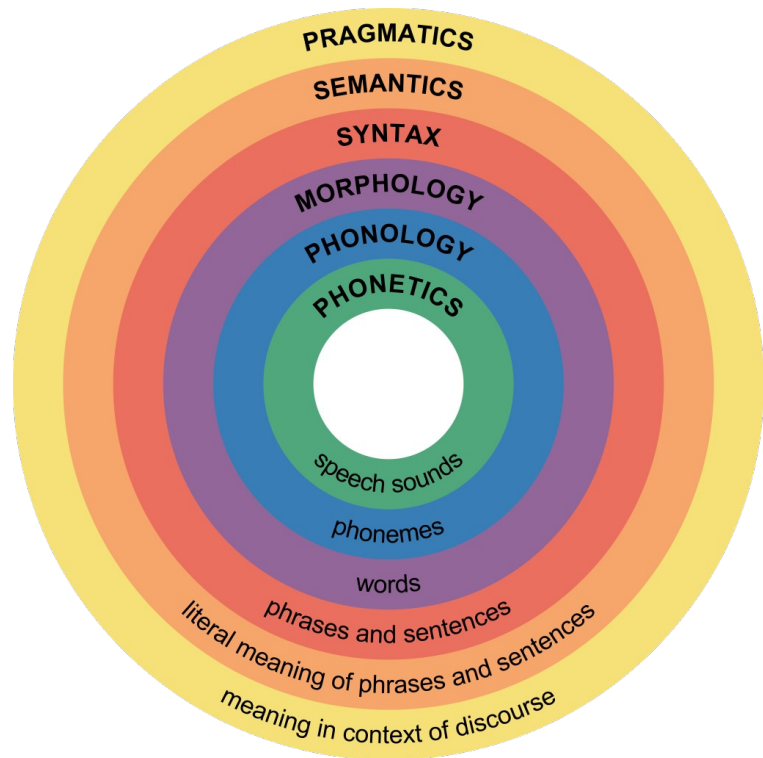 PRAGMATICS
SEMANTICS
SYNTAX
MORPHOLOGY
PHONOLOGY
PHONETICS
speech sounds
phonemes
words
phrases and sentences
literal meaning of phrases and sentences
meaning in context of discourse